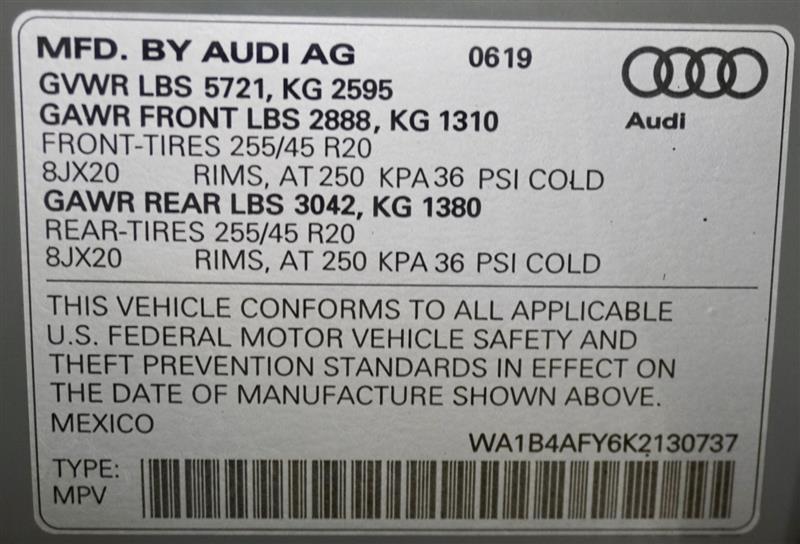 MFD. BY AUDI AG 0619
GVWR LBS 5721, KG 2595
GAWR FRONT LBS 2888, KG 1310
Audi
FRONT-TIRES 255/45 R20
8JX20 RIMS, AT 250 KPA 36 PSI COLD
GAWR REAR LBS 3042, KG 1380
REAR-TIRES 255/45 R20
8JX20 RIMS, AT 250 KPA 36 PSI COLD
THIS VEHICLE CONFORMS TO ALL APPLICABLE
U.S. FEDERAL MOTOR VEHICLE SAFETY AND
THEFT PREVENTION STANDARDS IN EFFECT ON
THE DATE OF MANUFACTURE SHOWN ABOVE.
MEXICO
WA1B4AFY6K2130737
TYPE:
MPV